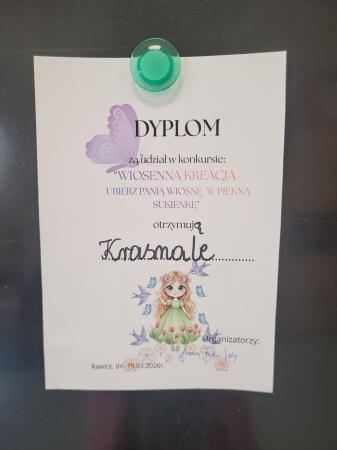 DYPLOM
za udział w konkursie:
"WIOSENNA KREACJA-
UBIERZ PANIĄ WIOSNĘ W PIĘKNĄ
SUKIENKĘ"
otrzymują
Krasnale............
Organizatorzy:
Rawicz, dn. 19.03.2026r.